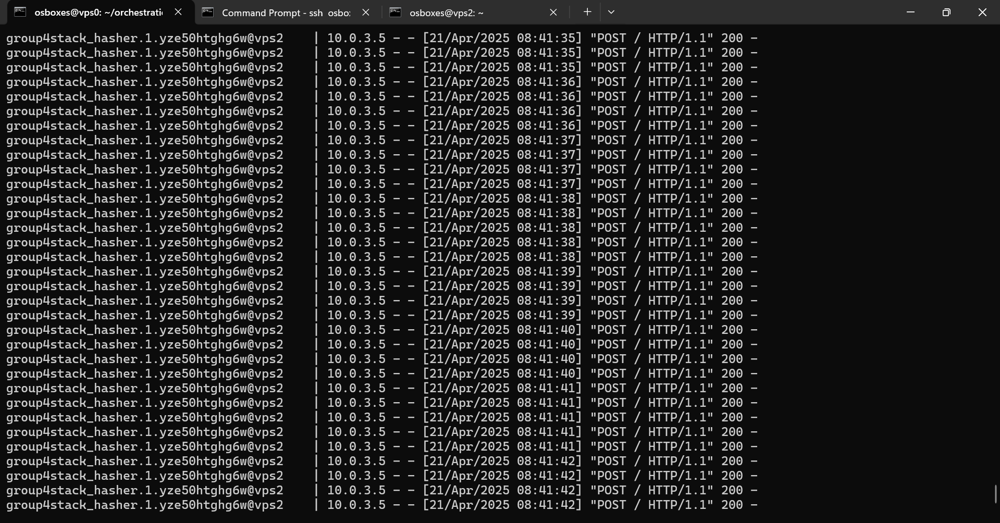 osboxes@vps0: ~/orchestrati
Command Prompt - ssh osbo
osboxes@vps2: ~
group4stack_hasher.1.yze50htghg6w@vps2    | 10.0.3.5 - - [21/Apr/2025 08:41:35] "POST / HTTP/1.1" 200 -
group4stack_hasher.1.yze50htghg6w@vps2    | 10.0.3.5 - - [21/Apr/2025 08:41:35] "POST / HTTP/1.1" 200 -
group4stack_hasher.1.yze50htghg6w@vps2    | 10.0.3.5 - - [21/Apr/2025 08:41:35] "POST / HTTP/1.1" 200 -
group4stack_hasher.1.yze50htghg6w@vps2    | 10.0.3.5 - - [21/Apr/2025 08:41:36] "POST / HTTP/1.1" 200 -
group4stack_hasher.1.yze50htghg6w@vps2    | 10.0.3.5 - - [21/Apr/2025 08:41:36] "POST / HTTP/1.1" 200 -
group4stack_hasher.1.yze50htghg6w@vps2    | 10.0.3.5 - - [21/Apr/2025 08:41:36] "POST / HTTP/1.1" 200 -
group4stack_hasher.1.yze50htghg6w@vps2    | 10.0.3.5 - - [21/Apr/2025 08:41:36] "POST / HTTP/1.1" 200 -
group4stack_hasher.1.yze50htghg6w@vps2    | 10.0.3.5 - - [21/Apr/2025 08:41:37] "POST / HTTP/1.1" 200 -
group4stack_hasher.1.yze50htghg6w@vps2    | 10.0.3.5 - - [21/Apr/2025 08:41:37] "POST / HTTP/1.1" 200 -
group4stack_hasher.1.yze50htghg6w@vps2    | 10.0.3.5 - - [21/Apr/2025 08:41:37] "POST / HTTP/1.1" 200 -
group4stack_hasher.1.yze50htghg6w@vps2    | 10.0.3.5 - - [21/Apr/2025 08:41:37] "POST / HTTP/1.1" 200 -
group4stack_hasher.1.yze50htghg6w@vps2    | 10.0.3.5 - - [21/Apr/2025 08:41:38] "POST / HTTP/1.1" 200 -
group4stack_hasher.1.yze50htghg6w@vps2    | 10.0.3.5 - - [21/Apr/2025 08:41:38] "POST / HTTP/1.1" 200 -
group4stack_hasher.1.yze50htghg6w@vps2    | 10.0.3.5 - - [21/Apr/2025 08:41:38] "POST / HTTP/1.1" 200 -
group4stack_hasher.1.yze50htghg6w@vps2    | 10.0.3.5 - - [21/Apr/2025 08:41:38] "POST / HTTP/1.1" 200 -
group4stack_hasher.1.yze50htghg6w@vps2    | 10.0.3.5 - - [21/Apr/2025 08:41:38] "POST / HTTP/1.1" 200 -
group4stack_hasher.1.yze50htghg6w@vps2    | 10.0.3.5 - - [21/Apr/2025 08:41:39] "POST / HTTP/1.1" 200 -
group4stack_hasher.1.yze50htghg6w@vps2    | 10.0.3.5 - - [21/Apr/2025 08:41:39] "POST / HTTP/1.1" 200 -
group4stack_hasher.1.yze50htghg6w@vps2    | 10.0.3.5 - - [21/Apr/2025 08:41:39] "POST / HTTP/1.1" 200 -
group4stack_hasher.1.yze50htghg6w@vps2    | 10.0.3.5 - - [21/Apr/2025 08:41:39] "POST / HTTP/1.1" 200 -
group4stack_hasher.1.yze50htghg6w@vps2    | 10.0.3.5 - - [21/Apr/2025 08:41:40] "POST / HTTP/1.1" 200 -
group4stack_hasher.1.yze50htghg6w@vps2    | 10.0.3.5 - - [21/Apr/2025 08:41:40] "POST / HTTP/1.1" 200 -
group4stack_hasher.1.yze50htghg6w@vps2    | 10.0.3.5 - - [21/Apr/2025 08:41:40] "POST / HTTP/1.1" 200 -
group4stack_hasher.1.yze50htghg6w@vps2    | 10.0.3.5 - - [21/Apr/2025 08:41:40] "POST / HTTP/1.1" 200 -
group4stack_hasher.1.yze50htghg6w@vps2    | 10.0.3.5 - - [21/Apr/2025 08:41:41] "POST / HTTP/1.1" 200 -
group4stack_hasher.1.yze50htghg6w@vps2    | 10.0.3.5 - - [21/Apr/2025 08:41:41] "POST / HTTP/1.1" 200 -
group4stack_hasher.1.yze50htghg6w@vps2    | 10.0.3.5 - - [21/Apr/2025 08:41:41] "POST / HTTP/1.1" 200 -
group4stack_hasher.1.yze50htghg6w@vps2    | 10.0.3.5 - - [21/Apr/2025 08:41:41] "POST / HTTP/1.1" 200 -
group4stack_hasher.1.yze50htghg6w@vps2    | 10.0.3.5 - - [21/Apr/2025 08:41:41] "POST / HTTP/1.1" 200 -
group4stack_hasher.1.yze50htghg6w@vps2    | 10.0.3.5 - - [21/Apr/2025 08:41:42] "POST / HTTP/1.1" 200 -
group4stack_hasher.1.yze50htghg6w@vps2    | 10.0.3.5 - - [21/Apr/2025 08:41:42] "POST / HTTP/1.1" 200 -
group4stack_hasher.1.yze50htghg6w@vps2    | 10.0.3.5 - - [21/Apr/2025 08:41:42] "POST / HTTP/1.1" 200 -
group4stack_hasher.1.yze50htghg6w@vps2    | 10.0.3.5 - - [21/Apr/2025 08:41:42] "POST / HTTP/1.1" 200 -